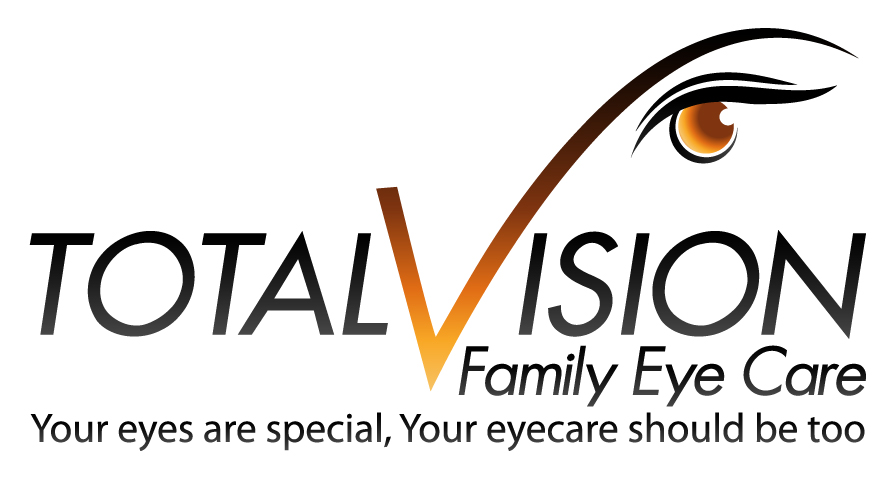 TOTALVISION
Family Eye Care
Your eyes are special, Your eyecare should be too